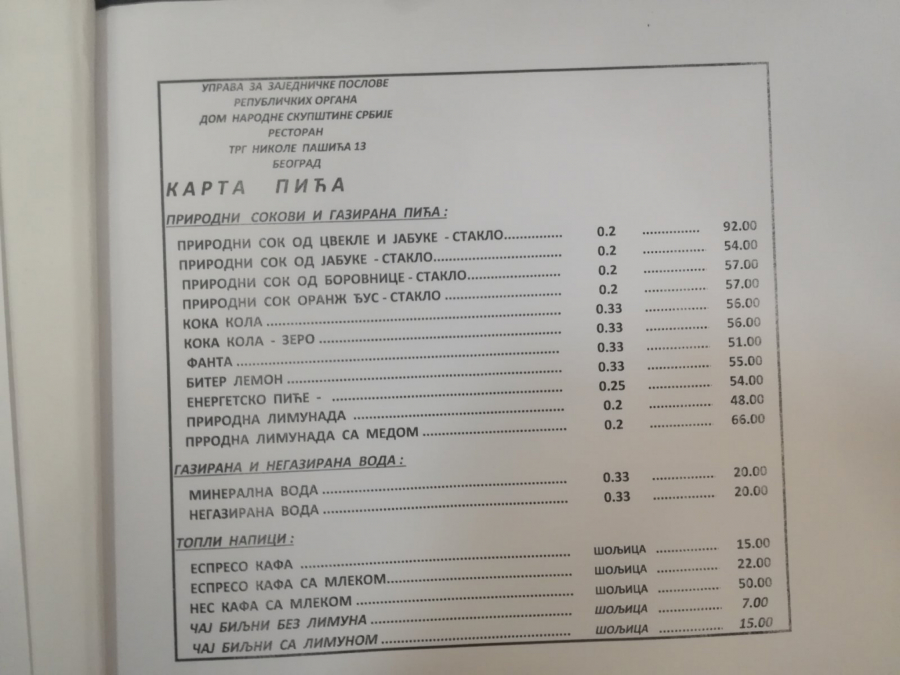 УПРАВА ЗА ЗАЈЕДНИЧКЕ ПОСЛОВЕ
РЕПУБЛИЧКИХ ОРГАНА
ДОМ НАРОДНЕ СКУПШТИНЕ СРБИЈЕ
РЕСТОРАН
ТРГ НИКОЛЕ ПАШИЋА 13
БЕОГРАД
КАРТА ПИЋА
ПРИРОДНИ СОКОВИ И ГАЗИРАНА ПИЋА :
ПРИРОДНИ СОК ОД ЦВЕКЛЕ И ЈАБУКЕ - СТАКЛО............... 0.2 ............... 92.00
ПРИРОДНИ СОК ОД ЈАБУКЕ - СТАКЛО............... 0.2 ............... 54.00
ПРИРОДНИ СОК ОД БОРОВНИЦЕ - СТАКЛО............... 0.2 ............... 57.00
ПРИРОДНИ СОК ОРАНЖ ЂУС - СТАКЛО ............... 0.2 ............... 57.00
КОКА КОЛА ............... 0.33 ............... 56.00
КОКА КОЛА - ЗЕРО ............... 0.33 ............... 56.00
ФАНТА ............... 0.33 ............... 51.00
БИТЕР ЛЕМОН ............... 0.33 ............... 55.00
ЕНЕРГЕТСКО ПИЋЕ - ............... 0.25 ............... 54.00
ПРИРОДНА ЛИМУНАДА ............... 0.2 ............... 48.00
ПРРОДНА ЛИМУНАДА СА МЕДОМ ............... 0.2 ............... 66.00
ГАЗИРАНА И НЕГАЗИРАНА ВОДА :
МИНЕРАЛНА ВОДА ............... 0.33 ............... 20.00
НЕГАЗИРАНА ВОДА ............... 0.33 ............... 20.00
ТОПЛИ НАПИЦИ :
ЕСПРЕСО КАФА ............... ШОЉИЦА ............... 15.00
ЕСПРЕСО КАФА СА МЛЕКОМ............... ШОЉИЦА ............... 22.00
НЕС КАФА СА МЛЕКОМ ............... ШОЉИЦА ............... 50.00
ЧАЈ БИЉНИ БЕЗ ЛИМУНА ............... ШОЉИЦА ............... 7.00
ЧАЈ БИЉНИ СА ЛИМУНОМ ............... ШОЉИЦА ............... 15.00